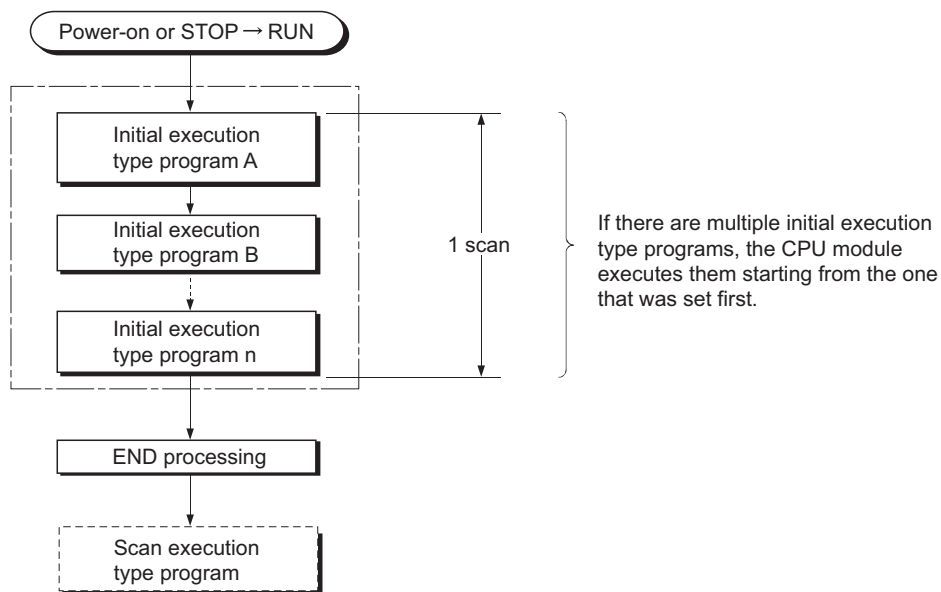 Power-on or STOP → RUN
Initial execution
type program A
Initial execution
type program B
1 scan
If there are multiple initial execution
type programs, the CPU module
executes them starting from the one
that was set first.
Initial execution
type program n
END processing
Scan execution
type program